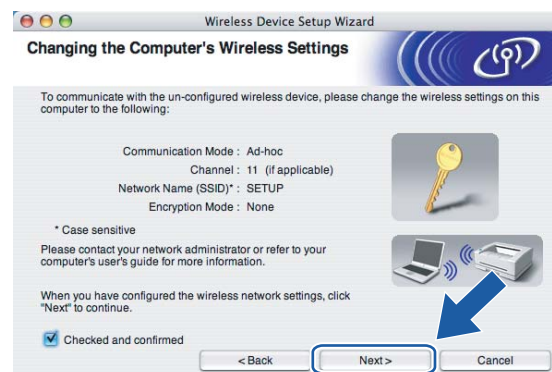 Wireless Device Setup Wizard
Changing the Computer's Wireless Settings
To communicate with the un-configured wireless device, please change the wireless settings on this
computer to the following:
Communication Mode : Ad-hoc
Channel : 11 (if applicable)
Network Name (SSID)* : SETUP
Encryption Mode : None
* Case sensitive
Please contact your network administrator or refer to your
computer's user's guide for more information.
When you have configured the wireless network settings, click
"Next" to continue.
Checked and confirmed
< Back
Next >
Cancel